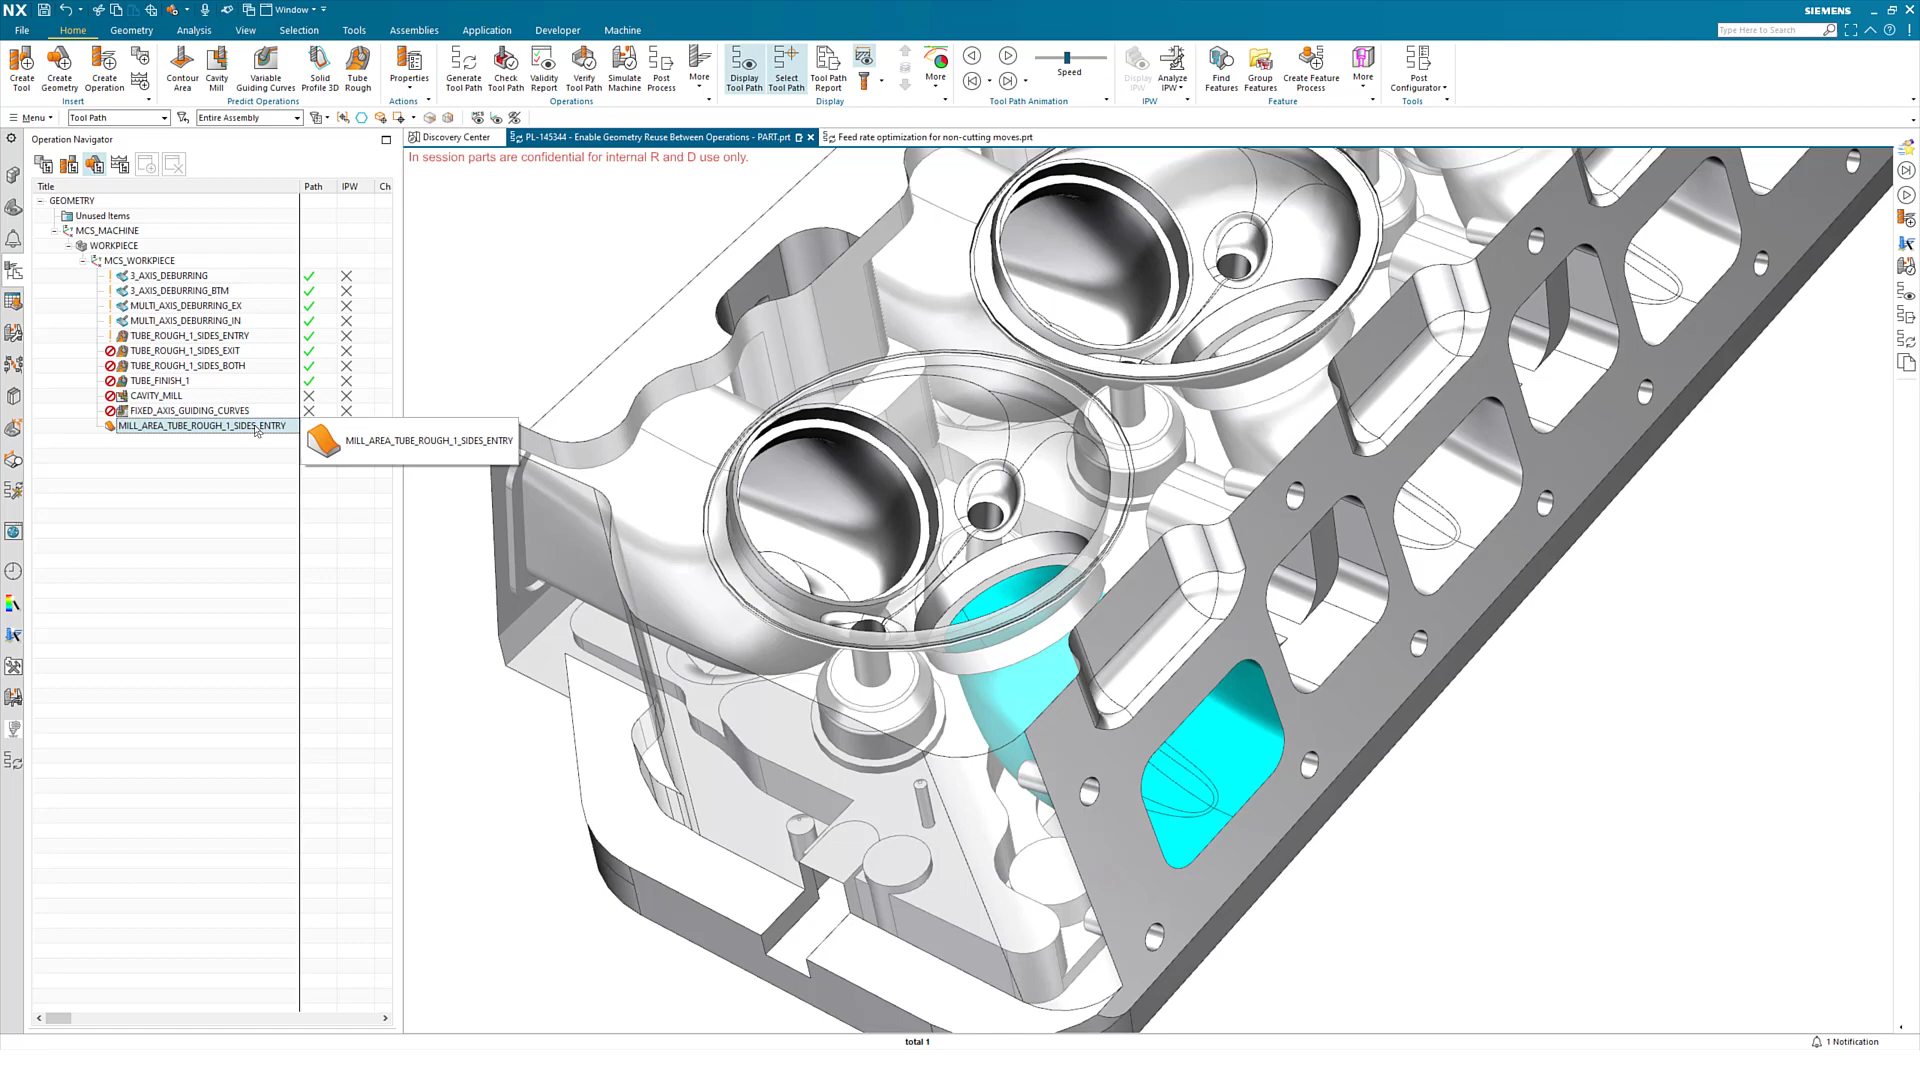 NX Window SIEMENS
File Home Geometry Analysis View Selection Tools Assemblies Application Developer Machine Type Here to Search
Create Tool Create Geometry Create Operation Contour Area Cavity Mill Variable Guiding Curves Solid Profile 3D Tube Rough Properties Generate Tool Path Check Tool Path Validity Report Verify Tool Path Simulate Machine Post Process More Display Tool Path Select Tool Path Tool Path Report More Speed Display IPW Analyze IPW Find Features Group Features Create Feature Process More Post Configurator
Insert Predict Operations Actions Operations Display Tool Path Animation IPW Feature Tools
Menu Tool Path Entire Assembly
Operation Navigator Discovery Center PL-145344 - Enable Geometry Reuse Between Operations - PART.prt Feed rate optimization for non-cutting moves.prt
In session parts are confidential for internal R and D use only.
Title Path IPW Ch
GEOMETRY
Unused Items
MCS_MACHINE
WORKPIECE
MCS_WORKPIECE
3_AXIS_DEBURRING
3_AXIS_DEBURRING_BTM
MULTI_AXIS_DEBURRING_EX
MULTI_AXIS_DEBURRING_IN
TUBE_ROUGH_1_SIDES_ENTRY
TUBE_ROUGH_1_SIDES_EXIT
TUBE_ROUGH_1_SIDES_BOTH
TUBE_FINISH_1
CAVITY_MILL
FIXED_AXIS_GUIDING_CURVES
MILL_AREA_TUBE_ROUGH_1_SIDES_ENTRY
MILL_AREA_TUBE_ROUGH_1_SIDES_ENTRY
total 1 1 Notification